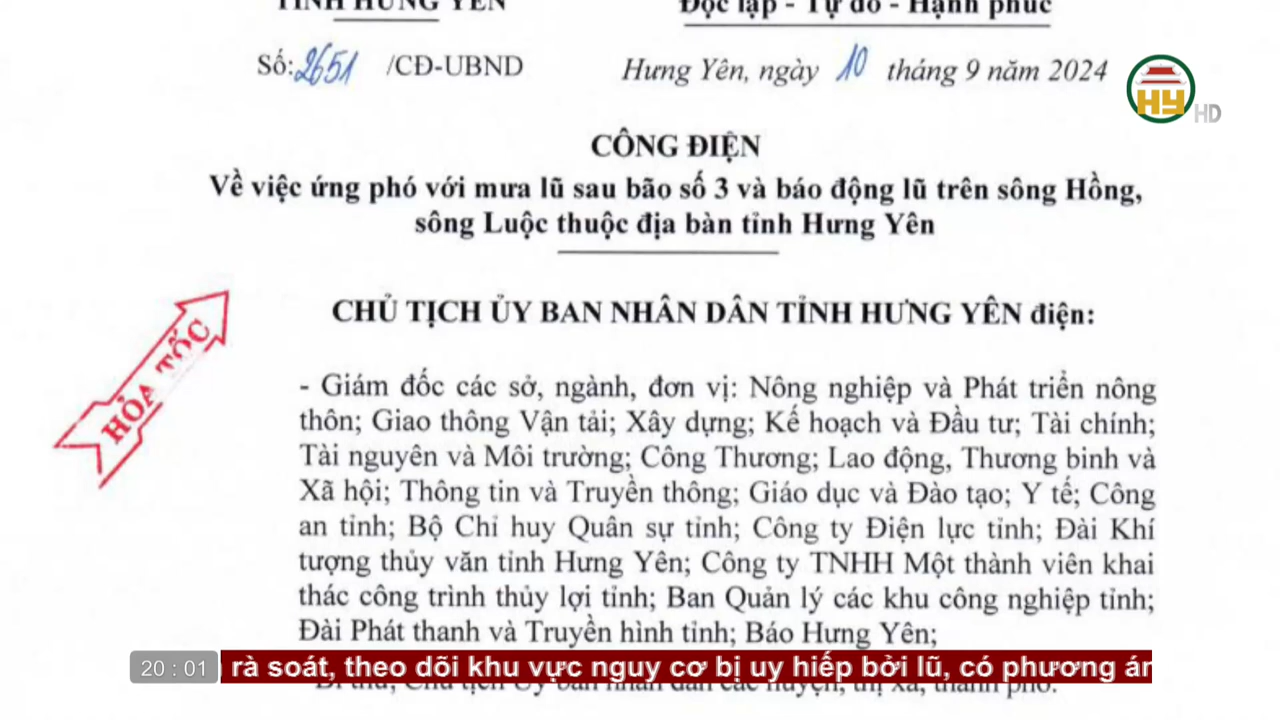 TỈNH HƯNG YÊN
Độc lập - Tự do - Hạnh phúc
Số: 2651 /CĐ-UBND
Hưng Yên, ngày 10 tháng 9 năm 2024
HY HD
CÔNG ĐIỆN
Về việc ứng phó với mưa lũ sau bão số 3 và báo động lũ trên sông Hồng,
sông Luộc thuộc địa bàn tỉnh Hưng Yên
HỎA TỐC
CHỦ TỊCH ỦY BAN NHÂN DÂN TỈNH HƯNG YÊN điện:
- Giám đốc các sở, ngành, đơn vị: Nông nghiệp và Phát triển nông
thôn; Giao thông Vận tải; Xây dựng; Kế hoạch và Đầu tư; Tài chính;
Tài nguyên và Môi trường; Công Thương; Lao động, Thương binh và
Xã hội; Thông tin và Truyền thông; Giáo dục và Đào tạo; Y tế; Công
an tỉnh; Bộ Chỉ huy Quân sự tỉnh; Công ty Điện lực tỉnh; Đài Khí
tượng thủy văn tỉnh Hưng Yên; Công ty TNHH Một thành viên khai
thác công trình thủy lợi tỉnh; Ban Quản lý các khu công nghiệp tỉnh;
Đài Phát thanh và Truyền hình tỉnh; Báo Hưng Yên;
20 : 01 rà soát, theo dõi khu vực nguy cơ bị uy hiếp bởi lũ, có phương án